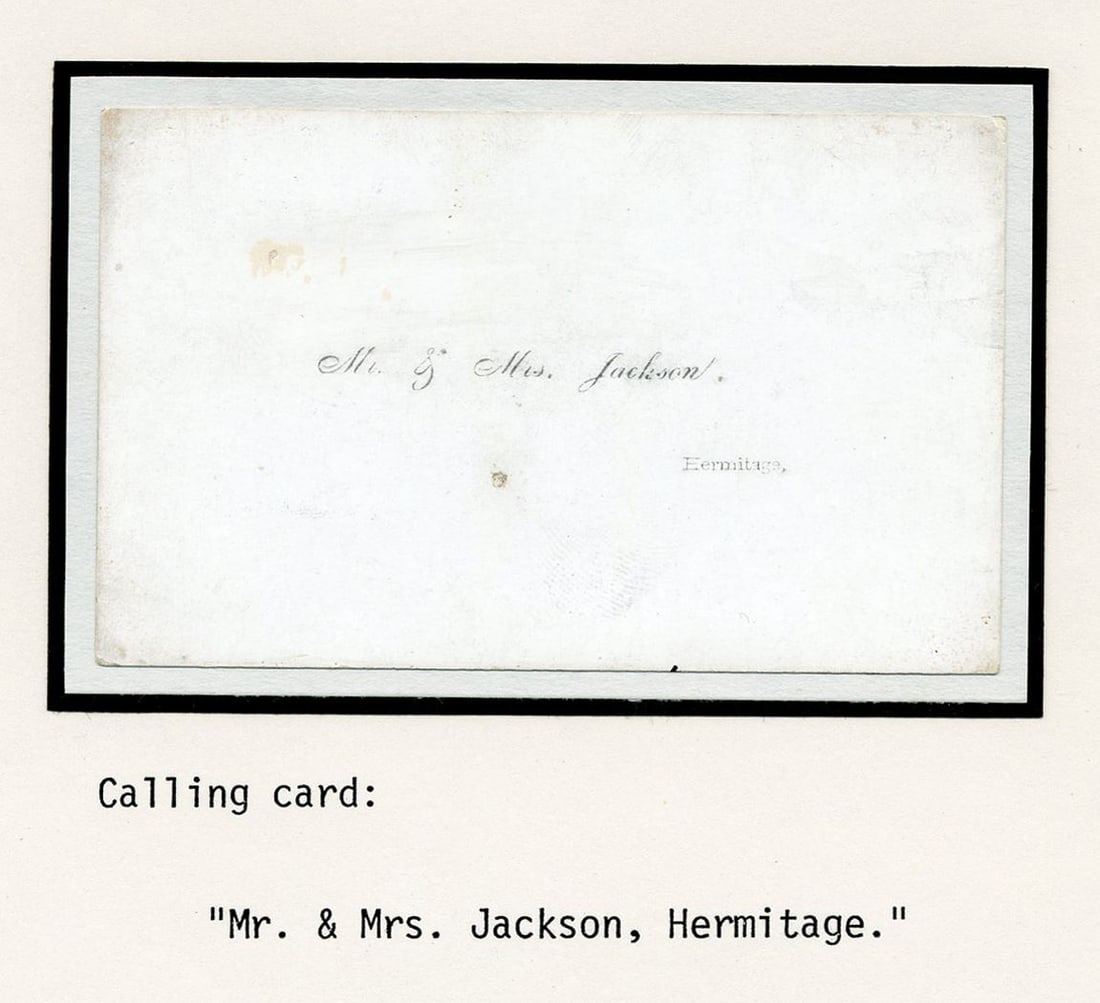 Mr. & Mrs. Jackson.
Hermitage,
Calling card:
"Mr. & Mrs. Jackson, Hermitage."